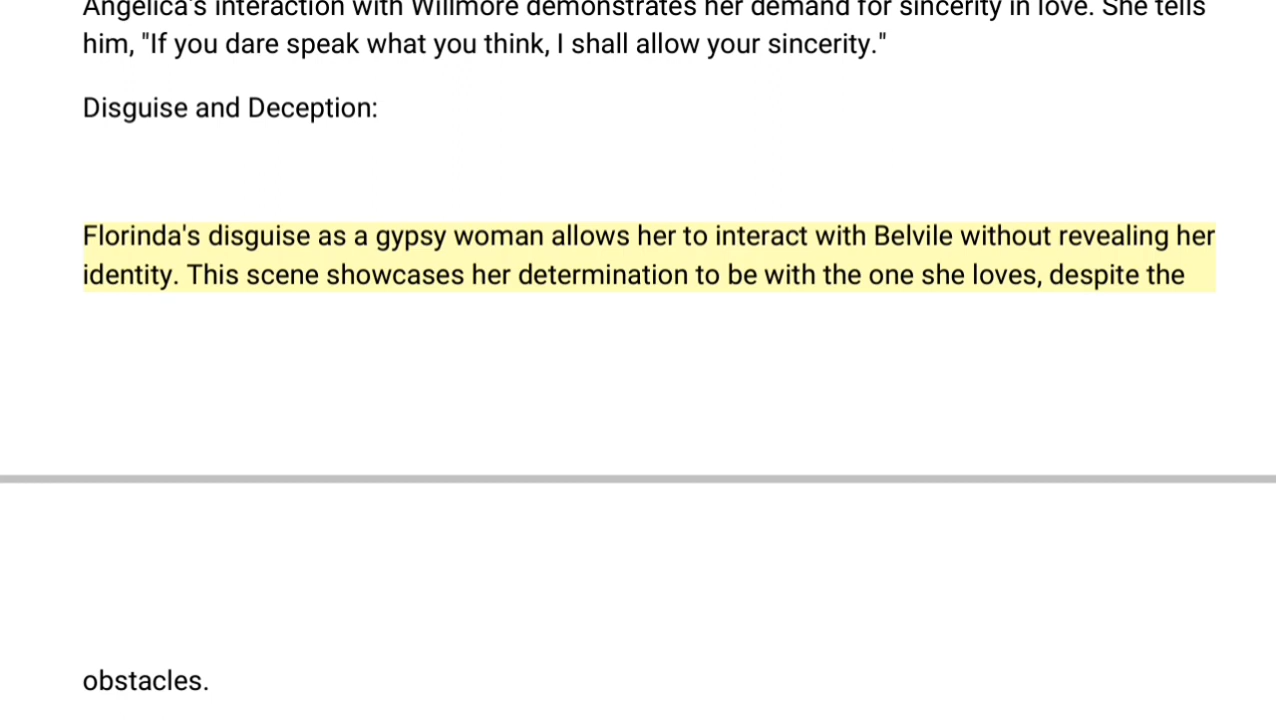 Angelica's interaction with Willmore demonstrates her demand for sincerity in love. She tells
him, "If you dare speak what you think, I shall allow your sincerity."
Disguise and Deception:
Florinda's disguise as a gypsy woman allows her to interact with Belvile without revealing her
identity. This scene showcases her determination to be with the one she loves, despite the
obstacles.